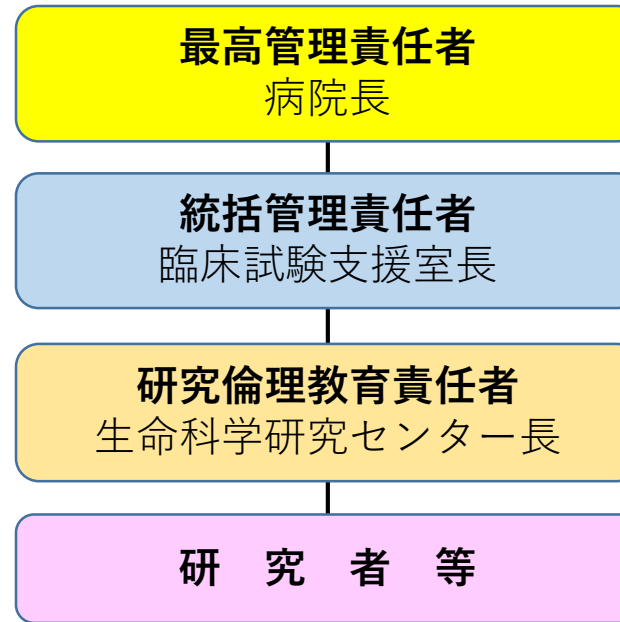 最高管理責任者
病院長
統括管理責任者
臨床試験支援室長
研究倫理教育責任者
生命科学研究センター長
研　究　者　等